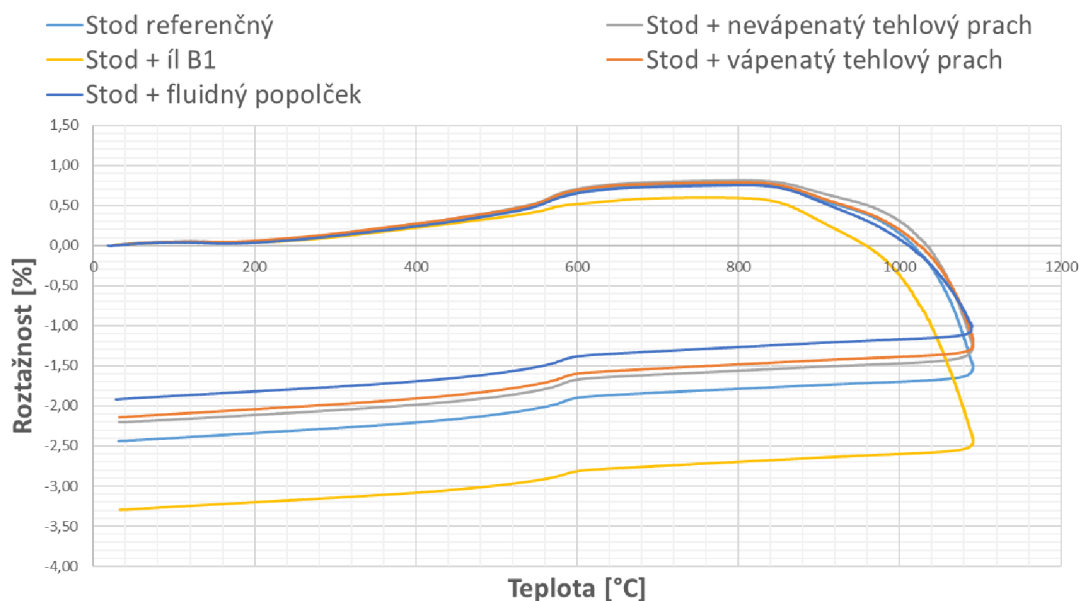 Stod referenčný
Stod + nevápenatý tehlový prach
Stod + íl B1
Stod + vápenatý tehlový prach
Stod + fluidný popolček
1,50
1,00
0,50
0,00
-0,50
-1,00
-1,50
-2,00
-2,50
-3,00
-3,50
-4,00
0
200
400
600
800
1000
1200
Roztažnost [%]
Teplota [°C]